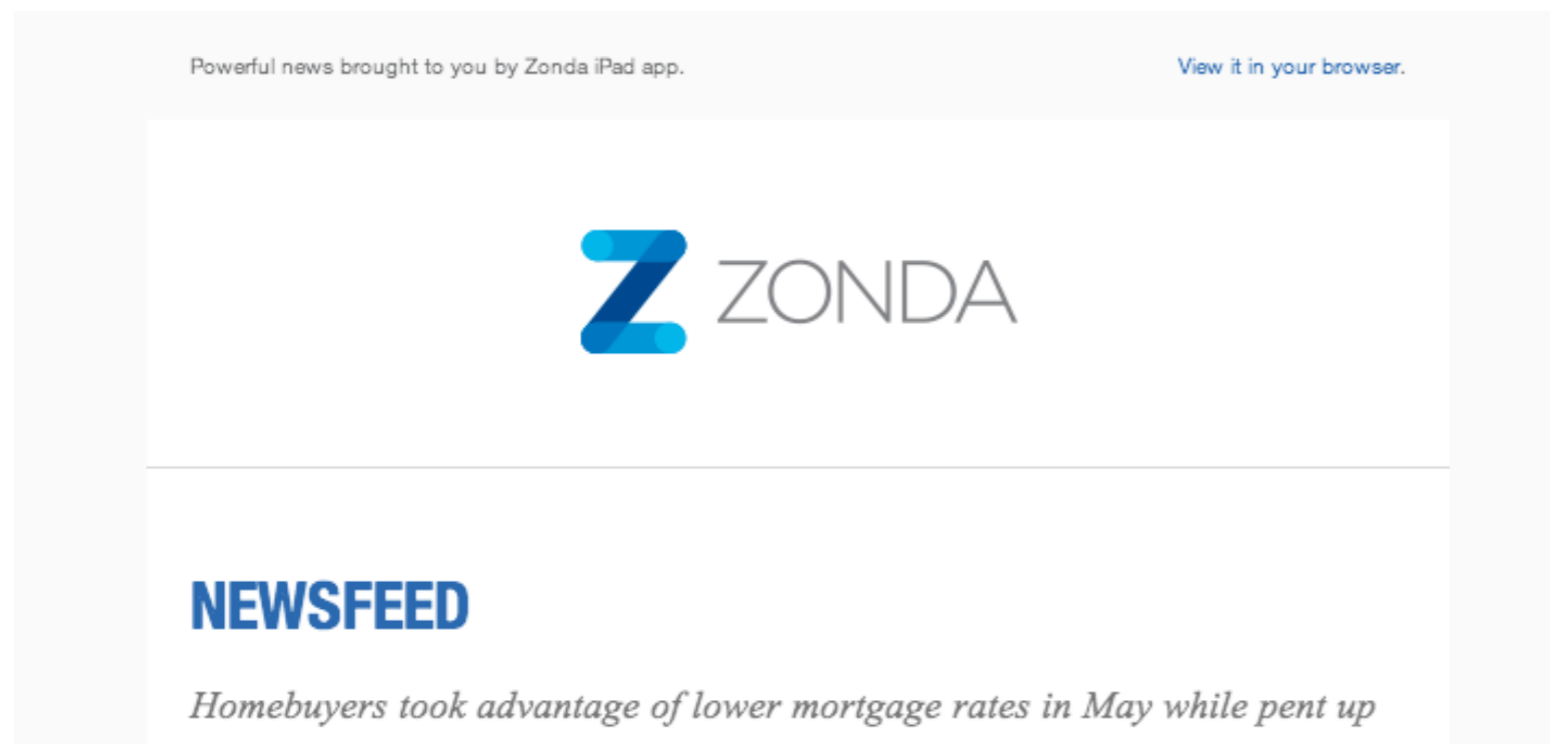 Powerful news brought to you by Zonda iPad app.
View it in your browser.
ZONDA
NEWSFEED
Homebuyers took advantage of lower mortgage rates in May while pent up